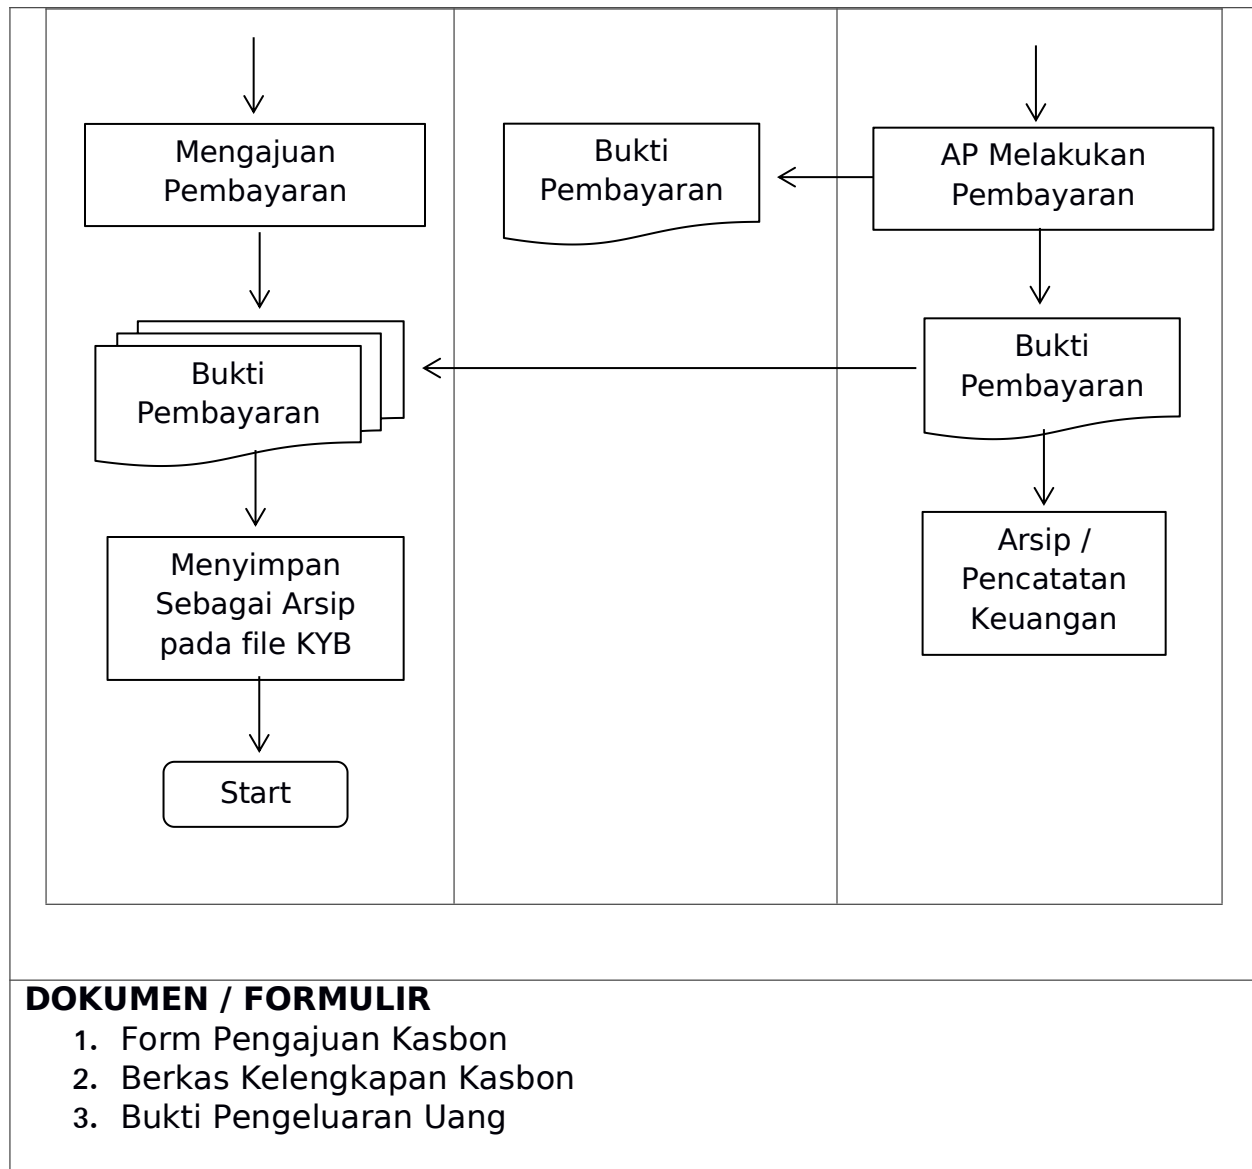 Mengajuan
Pembayaran
Bukti
Pembayaran
AP Melakukan
Pembayaran
Bukti
Pembayaran
Bukti
Pembayaran
Menyimpan
Sebagai Arsip
pada file KYB
Arsip /
Pencatatan
Keuangan
Start
DOKUMEN / FORMULIR
1. Form Pengajuan Kasbon
2. Berkas Kelengkapan Kasbon
3. Bukti Pengeluaran Uang